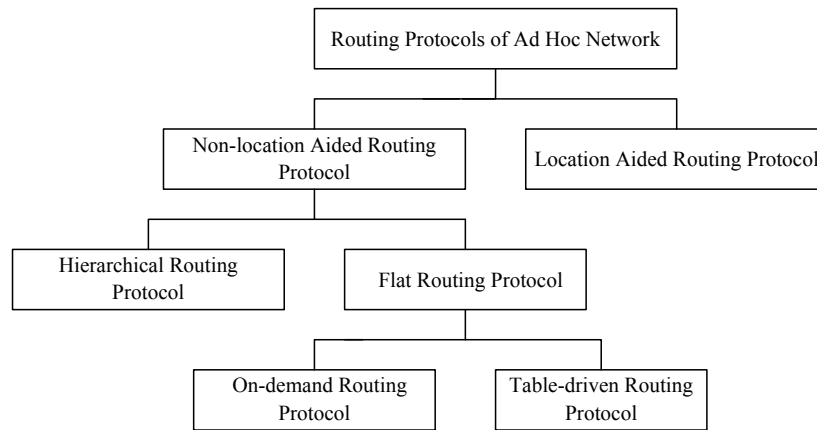 Routing Protocols of Ad Hoc Network
Non-location Aided Routing
Protocol
Location Aided Routing Protocol
Hierarchical Routing
Protocol
Flat Routing Protocol
On-demand Routing
Protocol
Table-driven Routing
Protocol